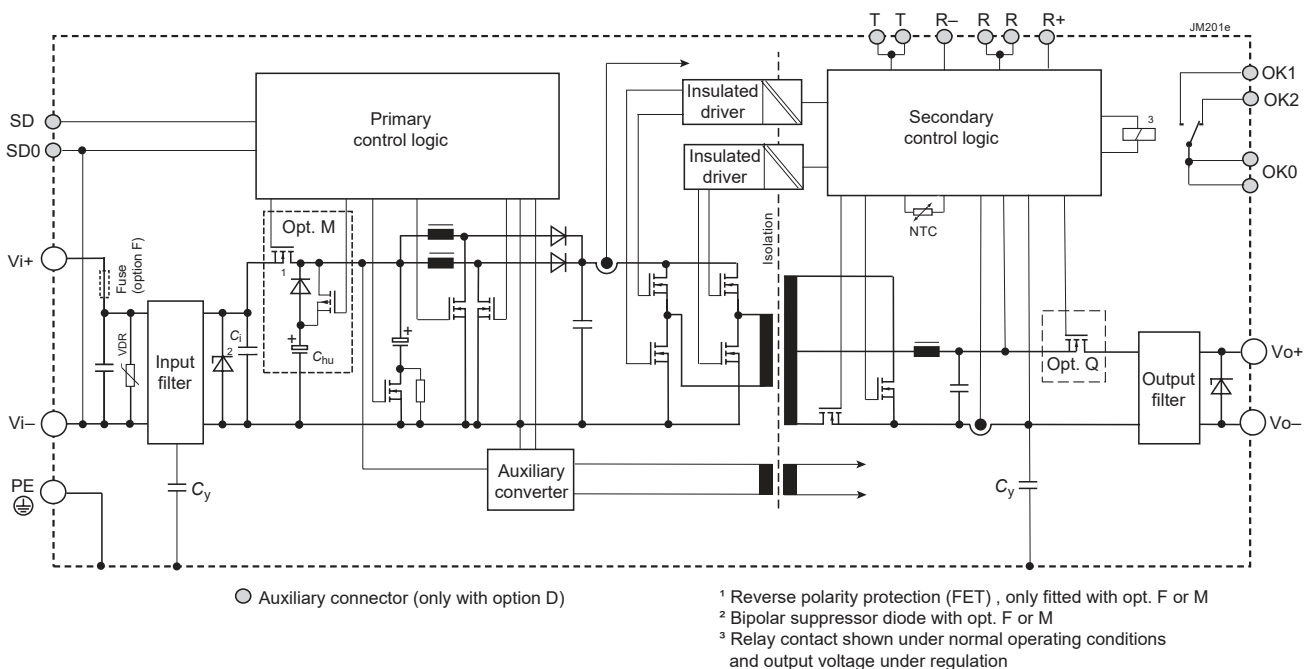 T T R– R R R+
JM201e
OK1
OK2
OK0
SD
SD0
Primary
control logic
Insulated
driver
Insulated
driver
Secondary
control logic
3
NTC
Isolation
Opt. M
1
Vi+
Fuse
(option F)
VDR
Input
filter
2
Ci
+
Chu
+
Opt. Q
Output
filter
Vo+
Vo–
Vi–
PE
Cy
Auxiliary
converter
Cy
Auxiliary connector (only with option D)
¹ Reverse polarity protection (FET) , only fitted with opt. F or M
² Bipolar suppressor diode with opt. F or M
³ Relay contact shown under normal operating conditions
and output voltage under regulation